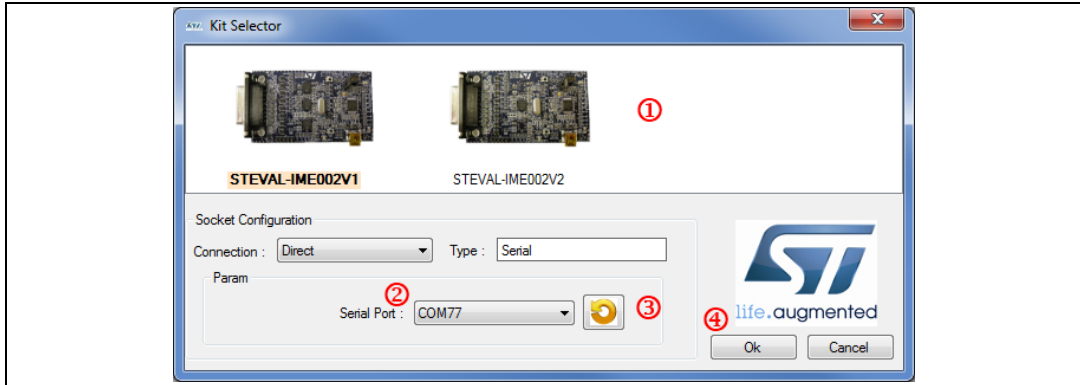 Kit Selector
①
STEVAL-IME002V1 STEVAL-IME002V2
Socket Configuration
Connection : Direct Type : Serial
Param
②
Serial Port : COM77 ③
ST
life.augmented
④
Ok Cancel